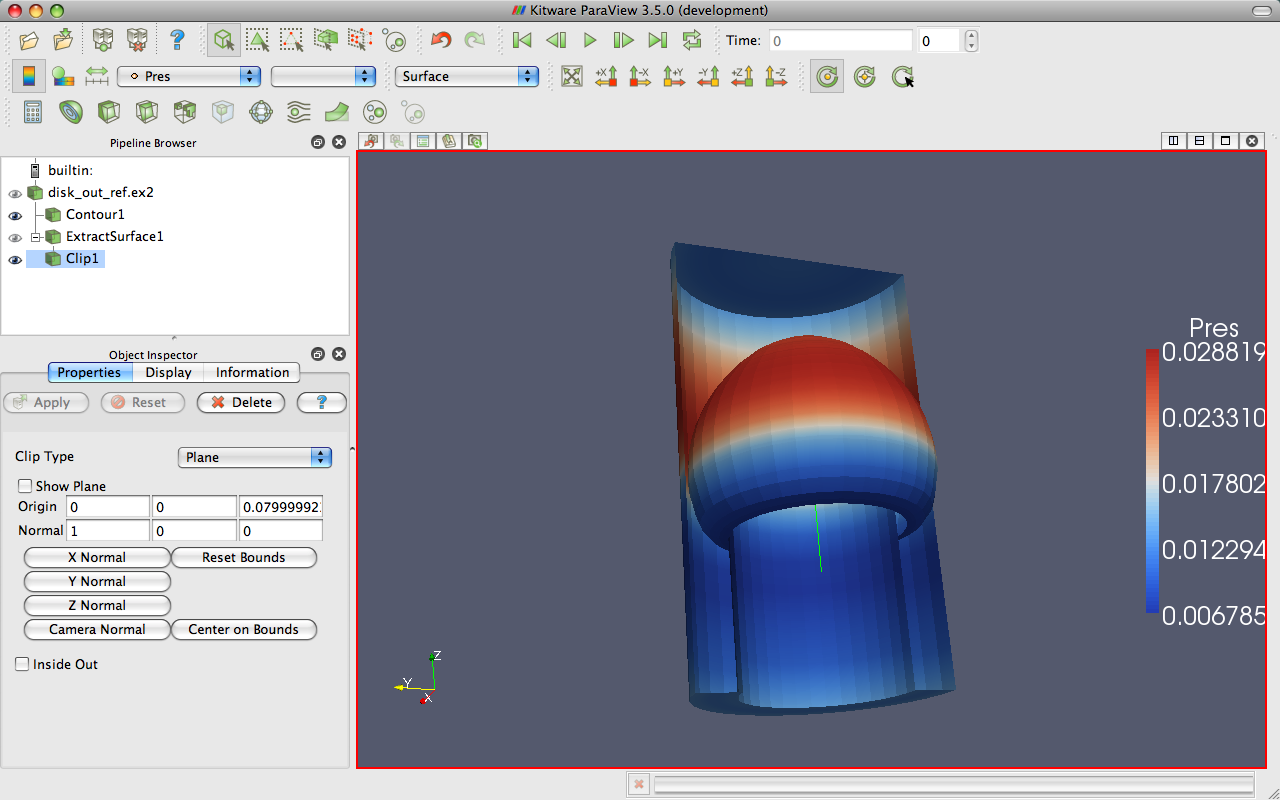 Kitware ParaView 3.5.0 (development)
Time: 0 0
Pres Surface
+X -X +Y -Y +Z -Z
Pipeline Browser
builtin:
disk_out_ref.ex2
Contour1
ExtractSurface1
Clip1
Object Inspector
Properties Display Information
Apply Reset Delete ?
Clip Type Plane
Show Plane
Origin 0 0 0.0799999923
Normal 1 0 0
X Normal Reset Bounds
Y Normal
Z Normal
Camera Normal Center on Bounds
Inside Out
Pres
0.028819
0.023310
0.017802
0.012294
0.006785
Z
Y
X